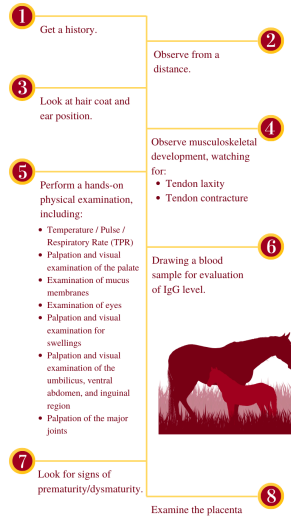 1
Get a history.
2
Observe from a
distance.
3
Look at hair coat and
ear position.
4
Observe musculoskeletal
development, watching
for:
• Tendon laxity
• Tendon contracture
5
Perform a hands-on
physical examination,
including:
• Temperature / Pulse /
Respiratory Rate (TPR)
• Palpation and visual
examination of the palate
• Examination of mucus
membranes
• Examination of eyes
• Palpation and visual
examination for
swellings
• Palpation and visual
examination of the
umbilicus, ventral
abdomen, and inguinal
region
• Palpation of the major
joints
6
Drawing a blood
sample for evaluation
of IgG level.
7
Look for signs of
prematurity/dysmaturity.
8
Examine the placenta